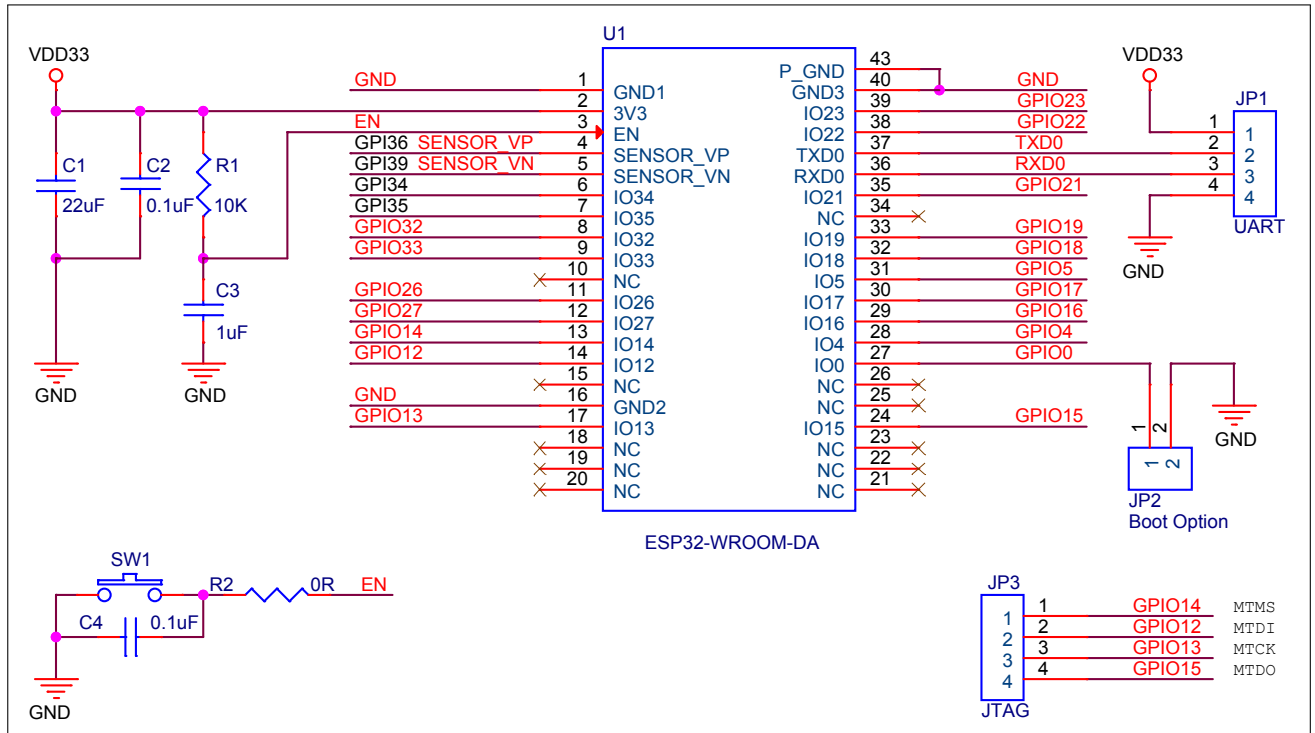 U1
VDD33
VDD33
GND 1 GND1
2 3V3
EN 3 EN
GPI36 SENSOR_VP 4 SENSOR_VP
GPI39 SENSOR_VN 5 SENSOR_VN
GPI34 6 IO34
GPI35 7 IO35
GPIO32 8 IO32
GPIO33 9 IO33
10 NC
GPIO26 11 IO26
GPIO27 12 IO27
GPIO14 13 IO14
GPIO12 14 IO12
15 NC
GND 16 GND2
GPIO13 17 IO13
18 NC
19 NC
20 NC
P_GND 43
GND3 40 GND
IO23 39 GPIO23
IO22 38 GPIO22
TXD0 37 TXD0
RXD0 36 RXD0
IO21 35 GPIO21
NC 34
IO19 33 GPIO19
IO18 32 GPIO18
IO5 31 GPIO5
IO17 30 GPIO17
IO16 29 GPIO16
IO4 28 GPIO4
IO0 27 GPIO0
NC 26
NC 25
IO15 24 GPIO15
NC 23
NC 22
NC 21
ESP32-WROOM-DA
C1
22uF
C2
0.1uF
R1
10K
C3
1uF
GND
GND
JP1
1 1
2 2
3 3
4 4
UART
GND
1 2
1 2
JP2
Boot Option
GND
SW1
R2 0R EN
C4 0.1uF
GND
JP3
1 1 GPIO14 MTMS
2 2 GPIO12 MTDI
3 3 GPIO13 MTCK
4 4 GPIO15 MTDO
JTAG